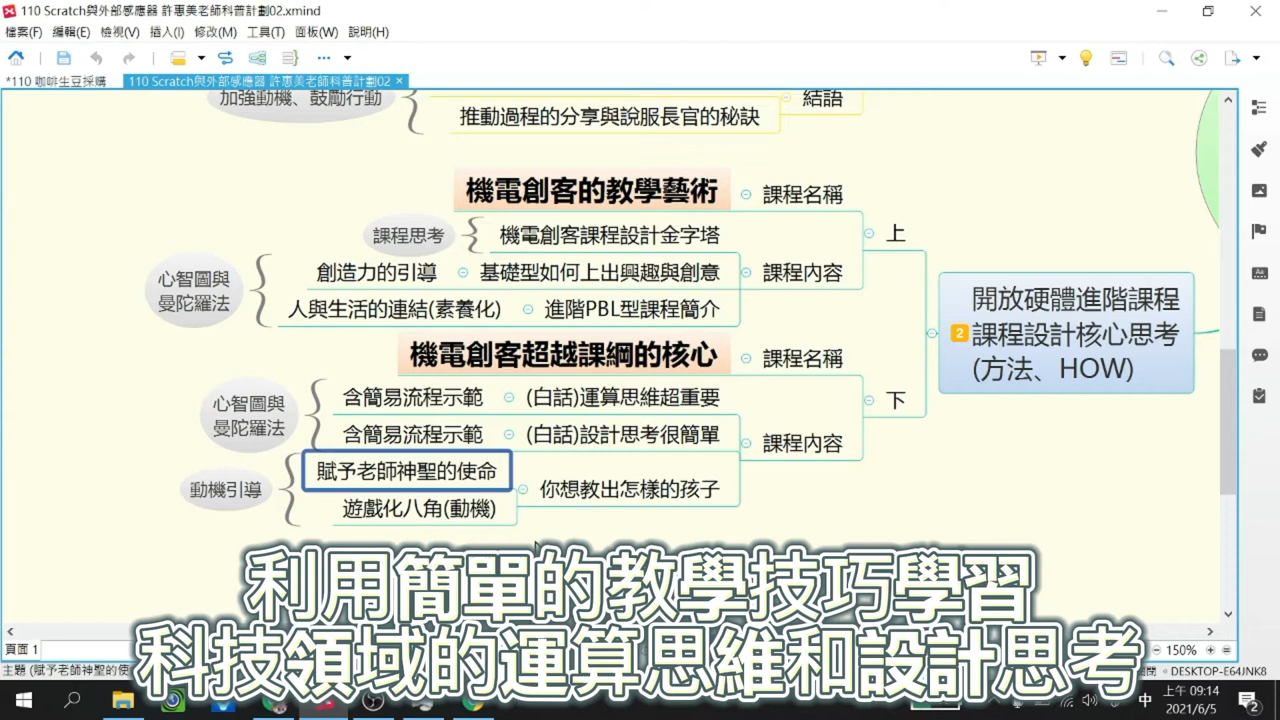 110 Scratch與外部感應器 許惠美老師科普計劃02.xmind
檔案(F) 編輯(E) 檢視(V) 插入(I) 修改(M) 工具(T) 面板(W) 說明(H)
*110 咖啡生豆採購
110 Scratch與外部感應器 許惠美老師科普計劃02
加強動機、鼓勵行動
結語
推動過程的分享與說服長官的秘訣
機電創客的教學藝術
課程名稱
課程思考
機電創客課程設計金字塔
上
心智圖與
曼陀羅法
創造力的引導
基礎型如何上出興趣與創意
課程內容
人與生活的連結(素養化)
進階PBL型課程簡介
開放硬體進階課程
2
課程設計核心思考
(方法、HOW)
機電創客超越課綱的核心
課程名稱
心智圖與
曼陀羅法
含簡易流程示範
(白話)運算思維超重要
下
含簡易流程示範
(白話)設計思考很簡單
課程內容
動機引導
賦予老師神聖的使命
你想教出怎樣的孩子
遊戲化八角(動機)
利用簡單的教學技巧學習
科技領域的運算思維和設計思考
頁面 1
150%
主題 (賦予老師神聖的使
DESKTOP-E64JNK8
中
上午 09:14
2021/6/5
2